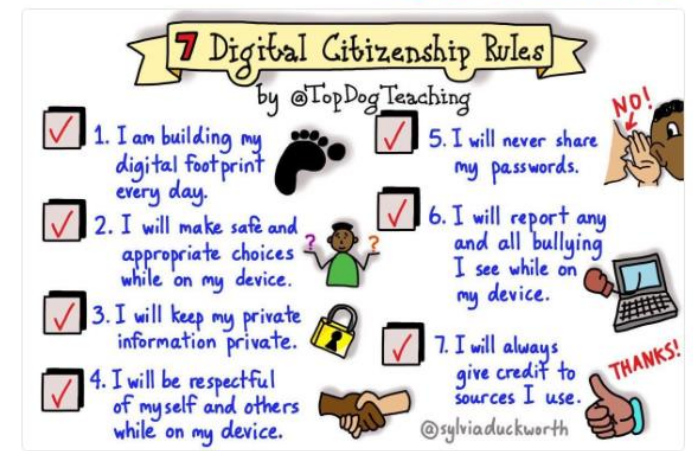 7 Digital Citizenship Rules
by @TopDogTeaching
1. I am building my
digital footprint
every day.
2. I will make safe and
appropriate choices
while on my device.
? ?
3. I will keep my private
information private.
4. I will be respectful
of myself and others
while on my device.
NO!
5. I will never share
my passwords.
6. I will report any
and all bullying
I see while on
my device.
7. I will always
give credit to
sources I use.
THANKS!
@sylviaduckworth